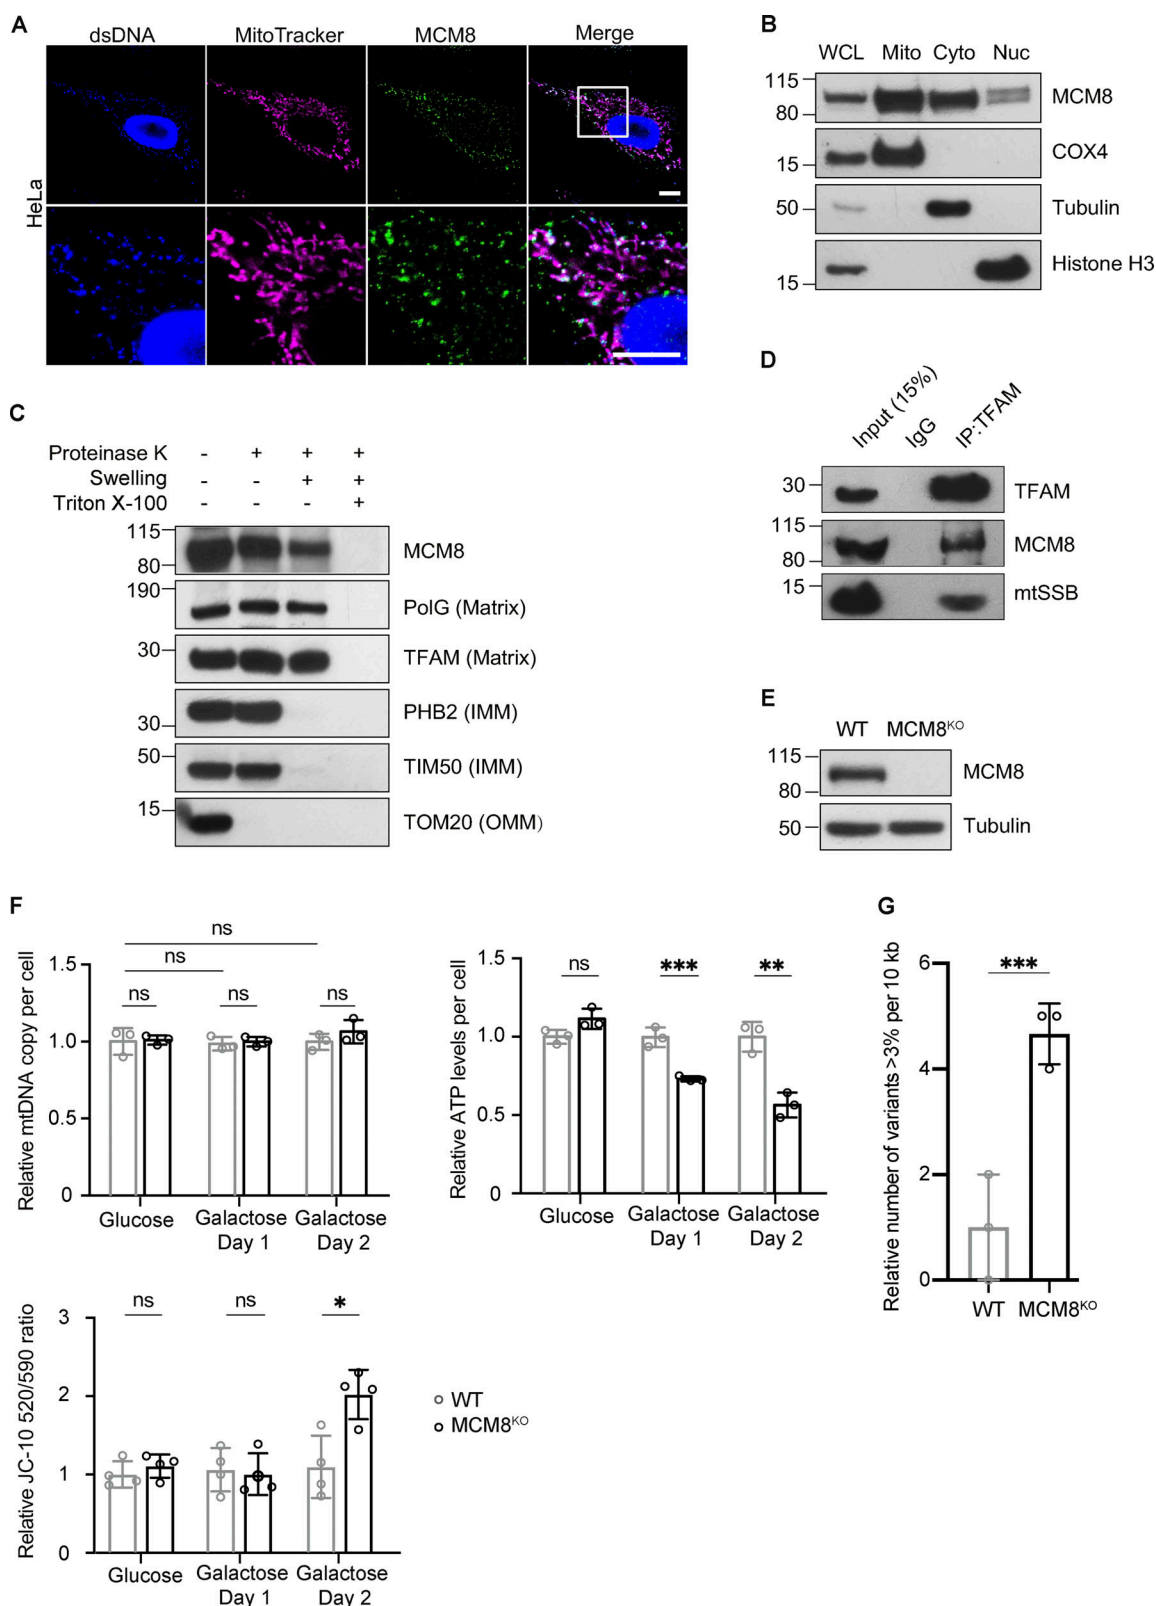 A
dsDNA MitoTracker MCM8 Merge
HeLa
B
WCL Mito Cyto Nuc
115
80
MCM8
15
COX4
50
Tubulin
15
Histone H3
C
Proteinase K - + + +
Swelling - - + +
Triton X-100 - - - +
115
80
MCM8
190
PolG (Matrix)
30
TFAM (Matrix)
30
PHB2 (IMM)
50
TIM50 (IMM)
15
TOM20 (OMM)
D
Input (15%) IgG IP:TFAM
30
TFAM
115
80
MCM8
15
mtSSB
E
WT MCM8ᴷᴼ
115
80
MCM8
50
Tubulin
F
Relative mtDNA copy per cell
1.5
1.0
0.5
0
ns
ns
ns ns ns
Glucose Galactose Galactose
Day 1 Day 2
Relative ATP levels per cell
1.5
1.0
0.5
0
ns *** **
Glucose Galactose Galactose
Day 1 Day 2
G
Relative number of variants >3% per 10 kb
6
4
2
0
***
WT MCM8ᴷᴼ
Relative JC-10 520/590 ratio
3
2
1
0
ns ns *
Glucose Galactose Galactose
Day 1 Day 2
WT
MCM8ᴷᴼ